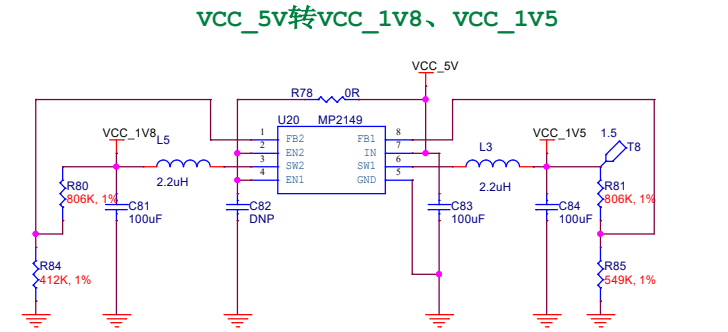 VCC_5V转VCC_1V8、VCC_1V5
VCC_5V
R78 0R
U20 MP2149
VCC_1V8 L5
1 FB2 FB1 8
2 EN2 IN 7
3 SW2 SW1 6
4 EN1 GND 5
2.2uH
L3
2.2uH
VCC_1V5 1.5
T8
R80
806K, 1%
C81
100uF
C82
DNP
C83
100uF
C84
100uF
R81
806K, 1%
R84
412K, 1%
R85
549K, 1%